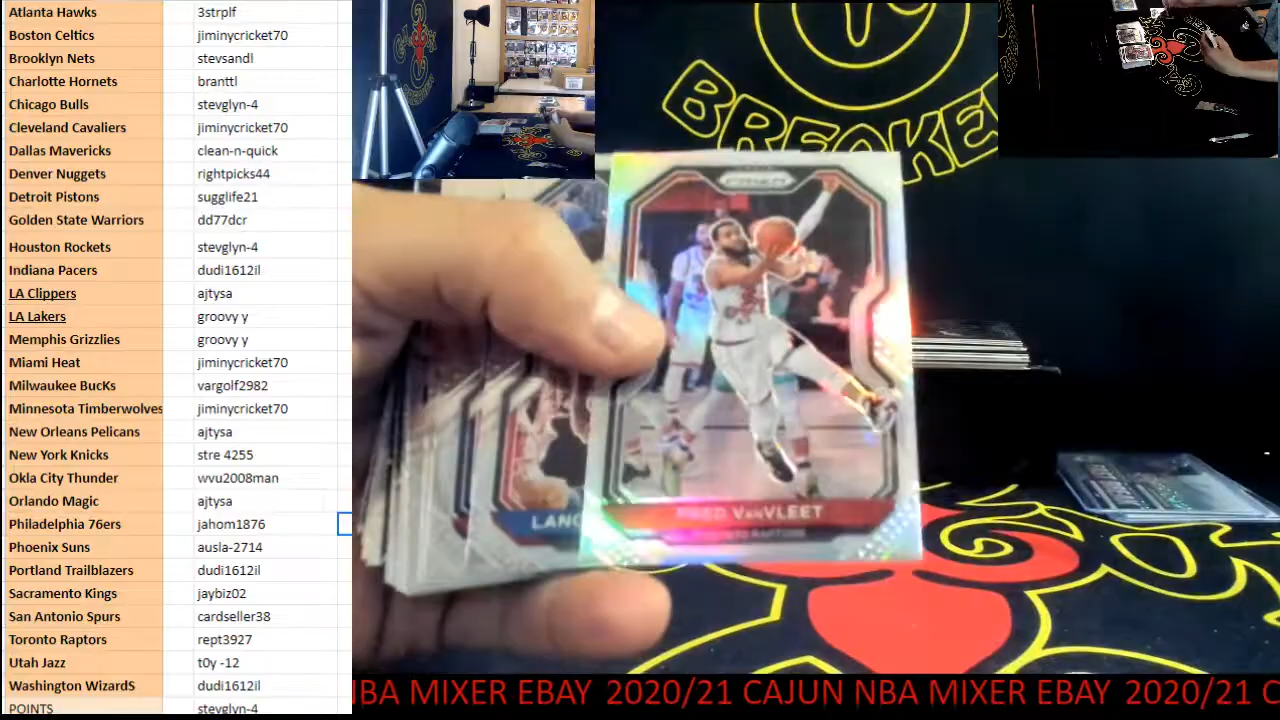 Atlanta Hawks 3strplf
Boston Celtics jiminycricket70
Brooklyn Nets stevsandl
Charlotte Hornets branttl
Chicago Bulls stevglyn-4
Cleveland Cavaliers jiminycricket70
Dallas Mavericks clean-n-quick
Denver Nuggets rightpicks44
Detroit Pistons sugglife21
Golden State Warriors dd77dcr
Houston Rockets stevglyn-4
Indiana Pacers dudi1612il
LA Clippers ajtysa
LA Lakers groovy y
Memphis Grizzlies groovy y
Miami Heat jiminycricket70
Milwaukee BucKs vargolf2982
Minnesota Timberwolves jiminycricket70
New Orleans Pelicans ajtysa
New York Knicks stre 4255
Okla City Thunder wvu2008man
Orlando Magic ajtysa
Philadelphia 76ers jahom1876
Phoenix Suns ausla-2714
Portland Trailblazers dudi1612il
Sacramento Kings jaybiz02
San Antonio Spurs cardseller38
Toronto Raptors rept3927
Utah Jazz t0y -12
Washington WizardS dudi1612il
POINTS stevglyn-4
BREAKE
PRIZM
FRED VANVLEET
TORONTO RAPTORS
LANC
NBA MIXER EBAY 2020/21 CAJUN NBA MIXER EBAY 2020/21 C